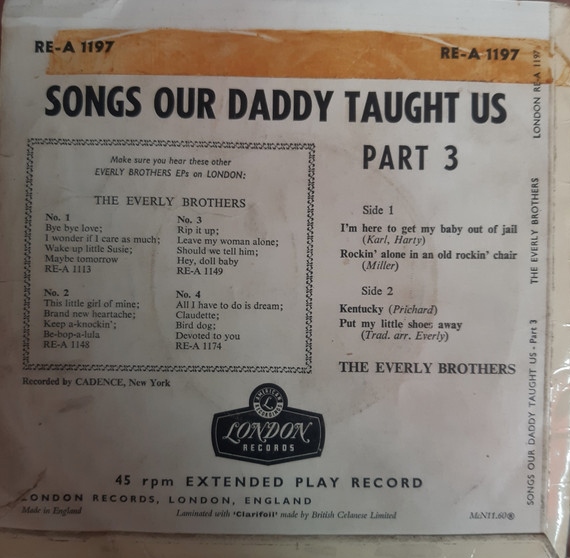 RE-A 1197
RE-A 1197
SONGS OUR DADDY TAUGHT US
PART 3
Make sure you hear these other
EVERLY BROTHERS EPs on LONDON:
THE EVERLY BROTHERS
No. 1
Bye bye love;
I wonder if I care as much;
Wake up little Susie;
Maybe tomorrow
RE-A 1113
No. 3
Rip it up;
Leave my woman alone;
Should we tell him;
Hey, doll baby
RE-A 1149
No. 2
This little girl of mine;
Brand new heartache;
Keep a-knockin';
Be-bop-a-lula
RE-A 1148
No. 4
All I have to do is dream;
Claudette;
Bird dog;
Devoted to you
RE-A 1174
Side 1
I'm here to get my baby out of jail
(Karl, Harty)
Rockin' alone in an old rockin' chair
(Miller)
Side 2
Kentucky (Prichard)
Put my little shoes away
(Trad. arr. Everly)
THE EVERLY BROTHERS
Recorded by CADENCE, New York
AMERICAN
L
RECORDINGS
LONDON
RECORDS
45 rpm EXTENDED PLAY RECORD
LONDON RECORDS, LONDON, ENGLAND
Made in England
Laminated with 'Clarifoil' made by British Celanese Limited
McN11.60®
SONGS OUR DADDY TAUGHT US - Part 3
THE EVERLY BROTHERS
LONDON RE-A 1197